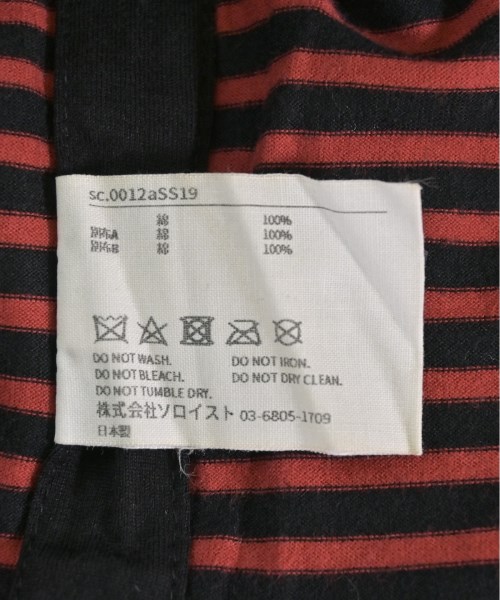 sc.0012aSS19
綿 100%
別布A 綿 100%
別布B 綿 100%
DO NOT WASH. DO NOT IRON.
DO NOT BLEACH. DO NOT DRY CLEAN.
DO NOT TUMBLE DRY.
株式会社ソロイスト 03-6805-1709
日本製